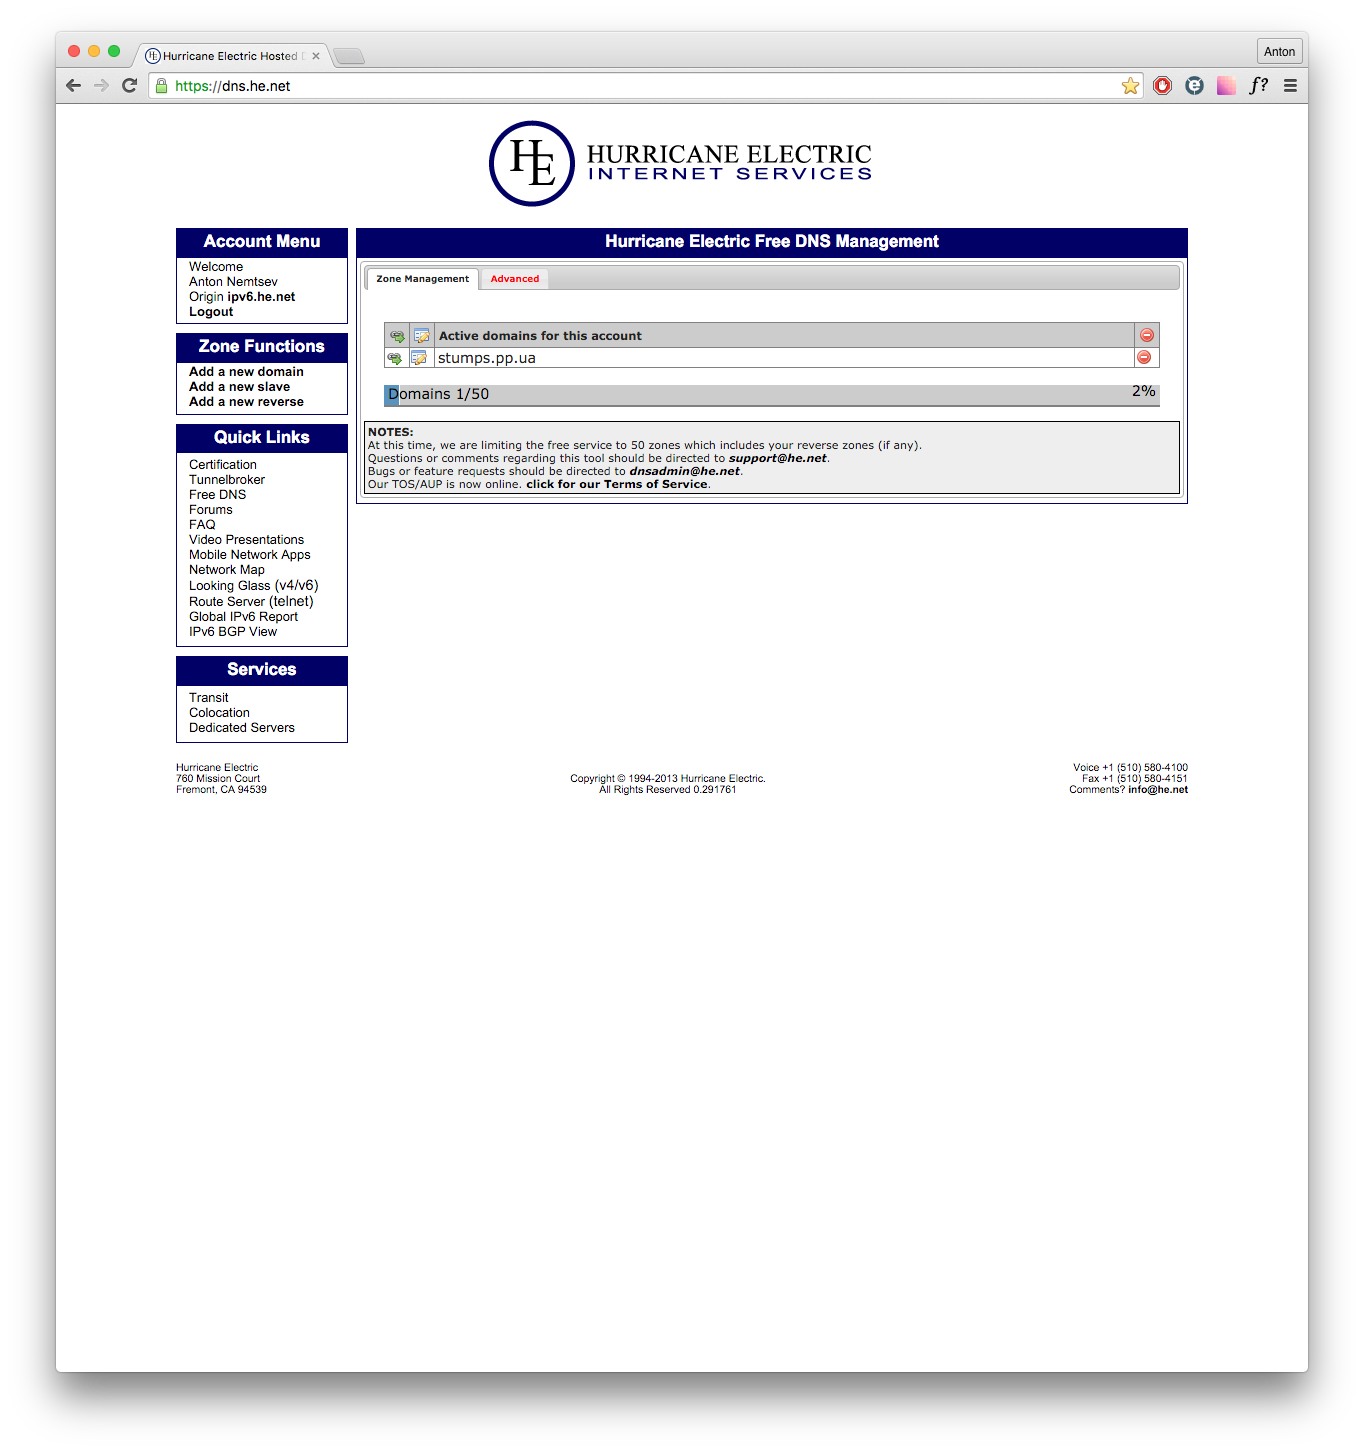 Hurricane Electric Hosted
Anton
https://dns.he.net
f?
HE
HURRICANE ELECTRIC
INTERNET SERVICES
Account Menu
Welcome
Anton Nemtsev
Origin ipv6.he.net
Logout
Zone Functions
Add a new domain
Add a new slave
Add a new reverse
Quick Links
Certification
Tunnelbroker
Free DNS
Forums
FAQ
Video Presentations
Mobile Network Apps
Network Map
Looking Glass (v4/v6)
Route Server (telnet)
Global IPv6 Report
IPv6 BGP View
Services
Transit
Colocation
Dedicated Servers
Hurricane Electric Free DNS Management
Zone Management
Advanced
Active domains for this account
stumps.pp.ua
Domains 1/50
2%
NOTES:
At this time, we are limiting the free service to 50 zones which includes your reverse zones (if any).
Questions or comments regarding this tool should be directed to support@he.net.
Bugs or feature requests should be directed to dnsadmin@he.net.
Our TOS/AUP is now online. click for our Terms of Service.
Hurricane Electric
760 Mission Court
Fremont, CA 94539
Copyright © 1994-2013 Hurricane Electric.
All Rights Reserved 0.291761
Voice +1 (510) 580-4100
Fax +1 (510) 580-4151
Comments? info@he.net